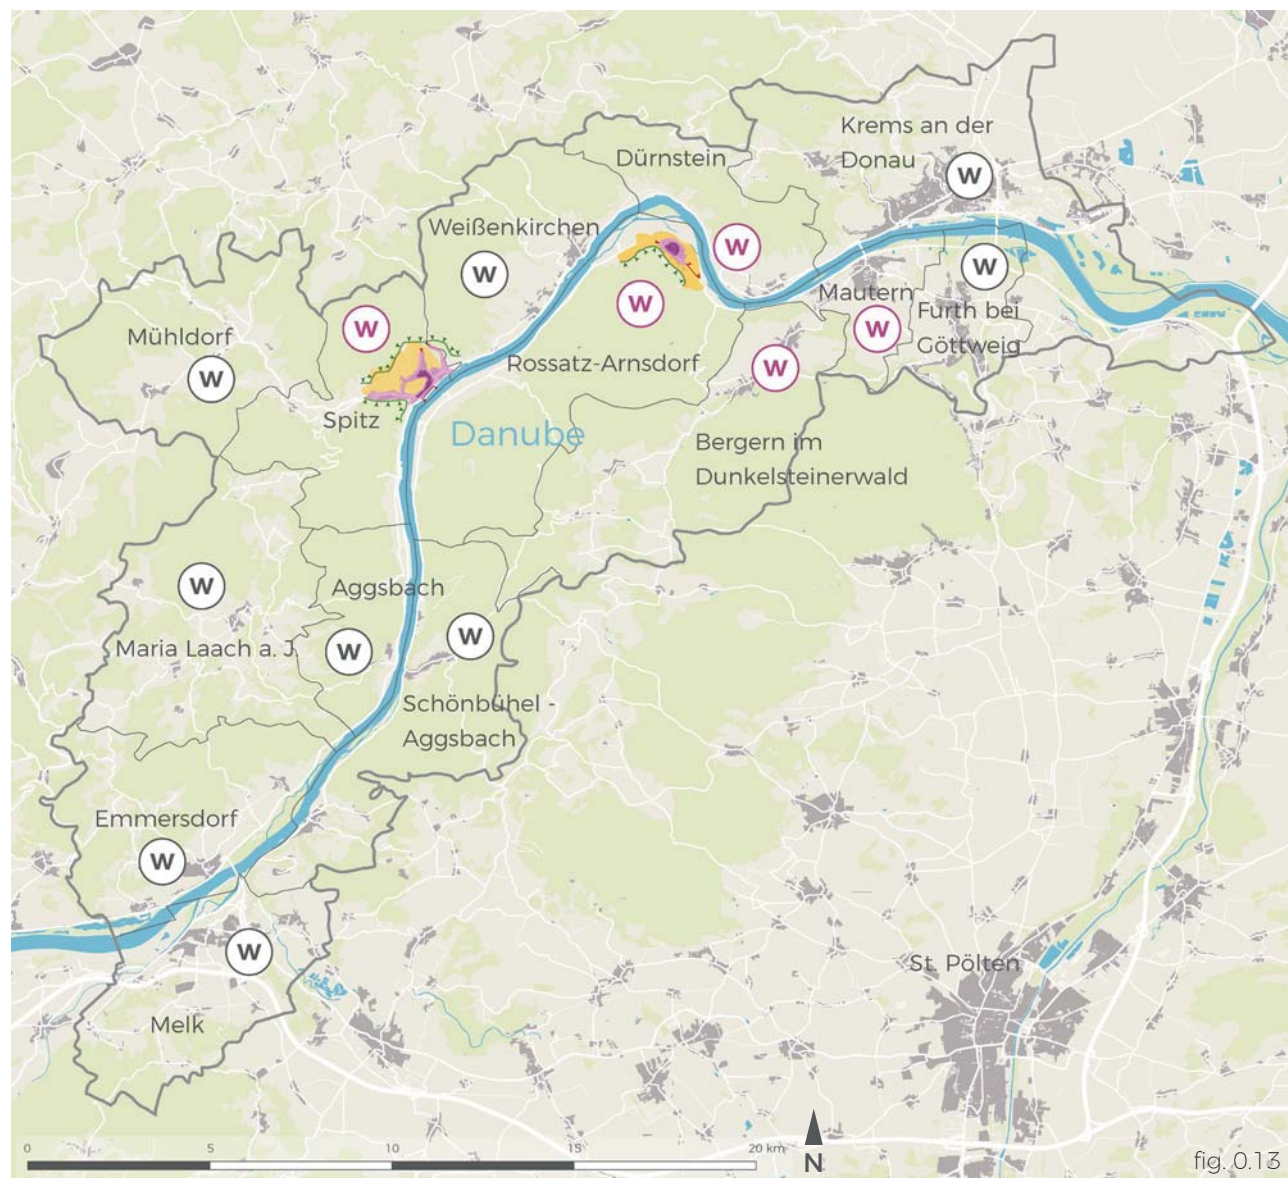 Krems an der
Donau
W
Dürnstein
Weißenkirchen
W
W
W
Mautern
Furth bei
Göttweig
W
W
W
Mühldorf
W
Spitz
Rossatz-Arnsdorf
W
Danube
Bergern im
Dunkelsteinerwald
W
Aggsbach
W
Maria Laach a. J.
W
W
Schönbühel -
Aggsbach
Emmersdorf
W
W
Melk
St. Pölten
0 5 10 15 20 km
N
fig. 0.13